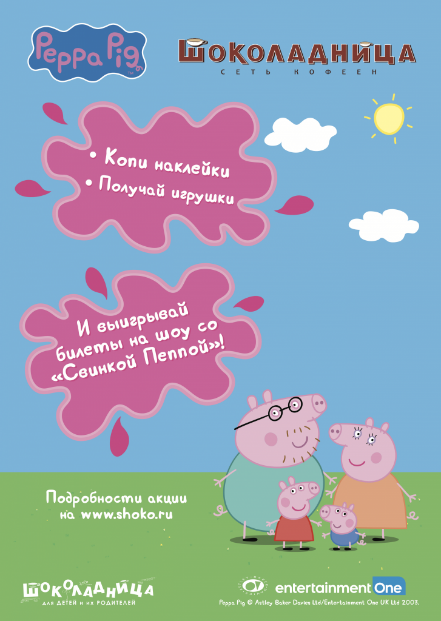 Peppa Pig
ШОКОЛАДНИЦА
СЕТЬ КОФЕЕН
• Копи наклейки
• Получай игрушки
И выигрывай
билеты на шоу со
«Свинкой Пеппой»!
Подробности акции
на www.shoko.ru
ШОКОЛАДНИЦА
ДЛЯ ДЕТЕЙ И ИХ РОДИТЕЛЕЙ
entertainment One
Peppa Pig © Astley Baker Davies Ltd/Entertainment One UK Ltd 2003.